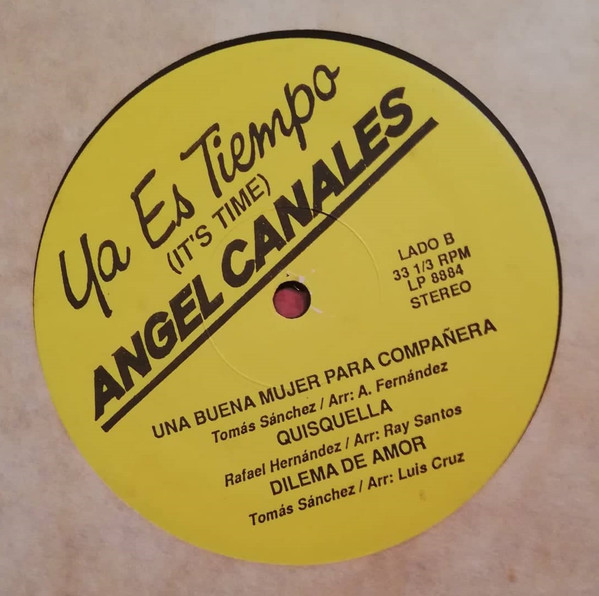 Ya Es Tiempo
(IT'S TIME)
ANGEL CANALES
LADO B
33 1/3 RPM
LP 8884
STEREO
UNA BUENA MUJER PARA COMPAÑERA
Tomás Sánchez / Arr: A. Fernández
QUISQUELLA
Rafael Hernández / Arr: Ray Santos
DILEMA DE AMOR
Tomás Sánchez / Arr: Luis Cruz